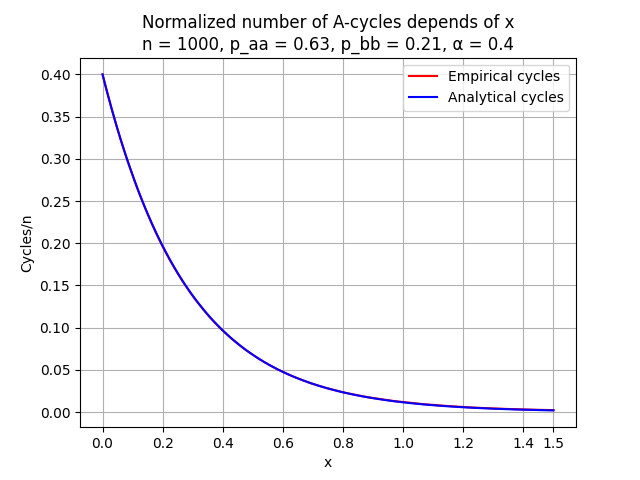 Normalized number of A-cycles depends of x
n = 1000, p_aa = 0.63, p_bb = 0.21, α = 0.4
Empirical cycles
Analytical cycles
Cycles/n
0.40
0.35
0.30
0.25
0.20
0.15
0.10
0.05
0.00
0.0 0.2 0.4 0.6 0.8 1.0 1.2 1.4 1.5
x